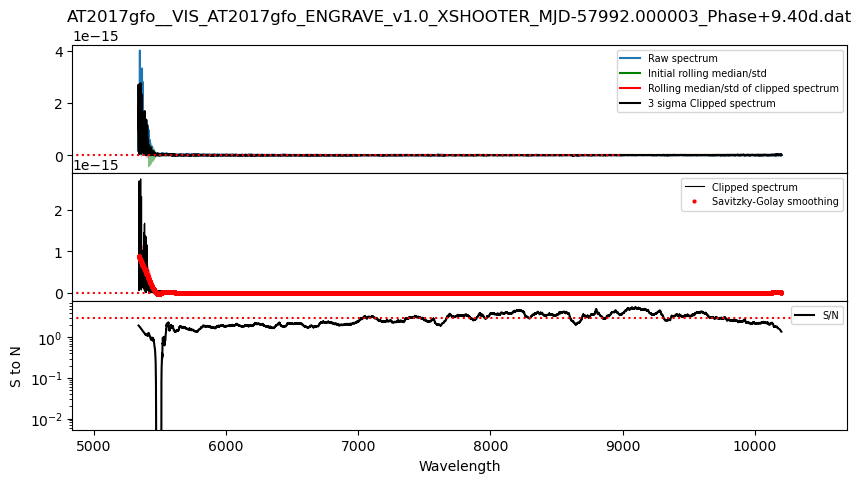 AT2017gfo__VIS_AT2017gfo_ENGRAVE_v1.0_XSHOOTER_MJD-57992.000003_Phase+9.40d.dat
1e−15
4
2
0
Raw spectrum
Initial rolling median/std
Rolling median/std of clipped spectrum
3 sigma Clipped spectrum
1e−15
2
1
0
Clipped spectrum
Savitzky-Golay smoothing
S to N
10⁰
10⁻¹
10⁻²
S/N
5000 6000 7000 8000 9000 10000
Wavelength